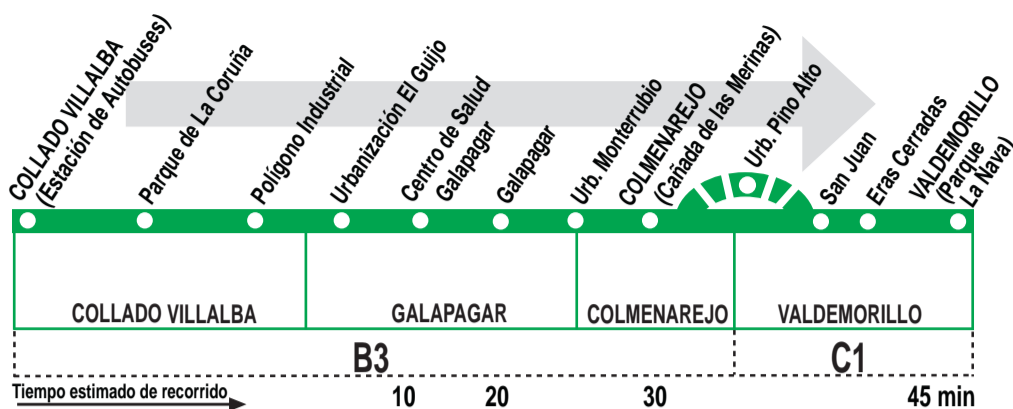 COLLADO VILLALBA
(Estación de Autobuses)
Parque de La Coruña
Polígono Industrial
Urbanización El Guijo
Centro de Salud
Galapagar
Galapagar
Urb. Monterrubio
COLMENAREJO
(Cañada de las Merinas)
Urb. Pino Alto
San Juan
Eras Cerradas
VALDEMORILLO
(Parque
La Nava)
COLLADO VILLALBA
GALAPAGAR
COLMENAREJO
VALDEMORILLO
B3
C1
Tiempo estimado de recorrido
10
20
30
45 min